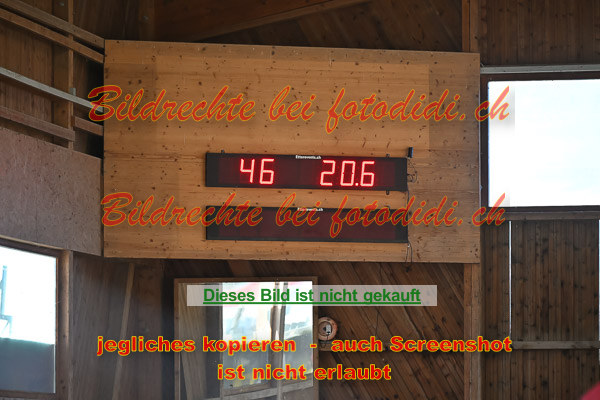 Bildrechte bei fotodidi.ch
46 20.6
Bildrechte bei fotodidi.ch
Dieses Bild ist nicht gekauft
jegliches kopieren - auch Screenshot
ist nicht erlaubt